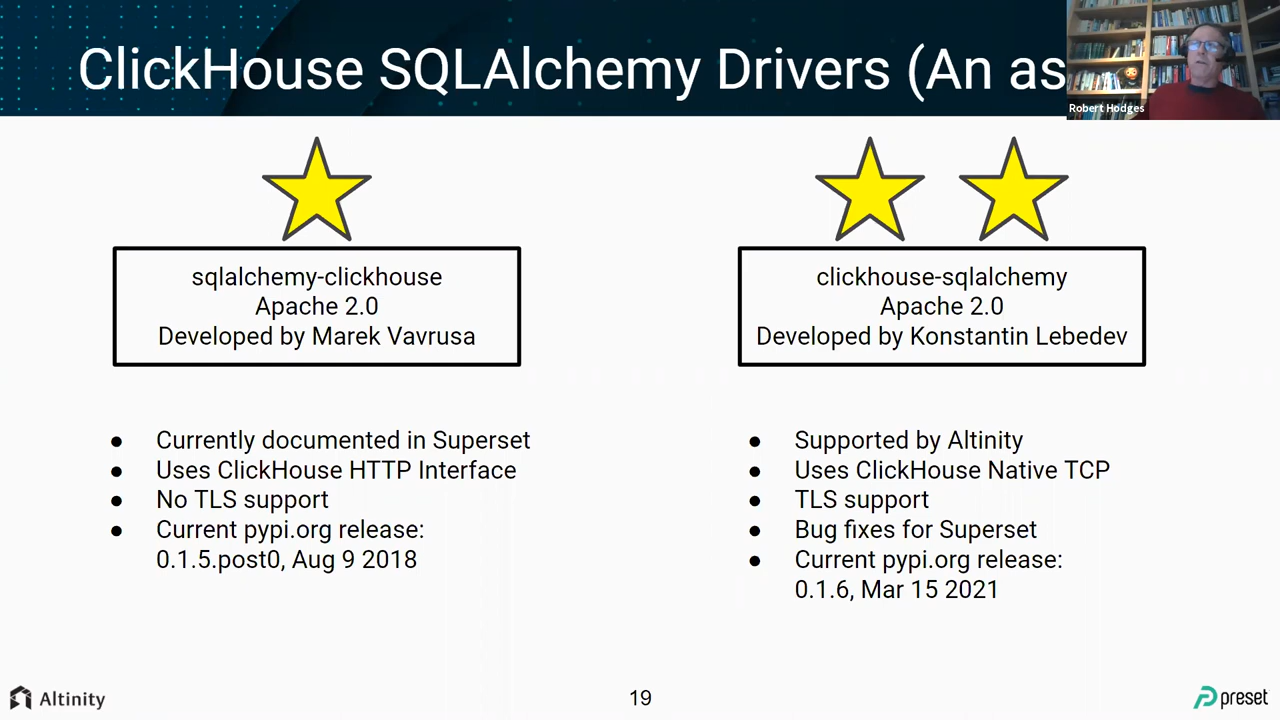 ClickHouse SQLAlchemy Drivers (An as
Robert Hodges
sqlalchemy-clickhouse
Apache 2.0
Developed by Marek Vavrusa
● Currently documented in Superset
● Uses ClickHouse HTTP Interface
● No TLS support
● Current pypi.org release:
0.1.5.post0, Aug 9 2018
clickhouse-sqlalchemy
Apache 2.0
Developed by Konstantin Lebedev
● Supported by Altinity
● Uses ClickHouse Native TCP
● TLS support
● Bug fixes for Superset
● Current pypi.org release:
0.1.6, Mar 15 2021
Altinity
19
preset